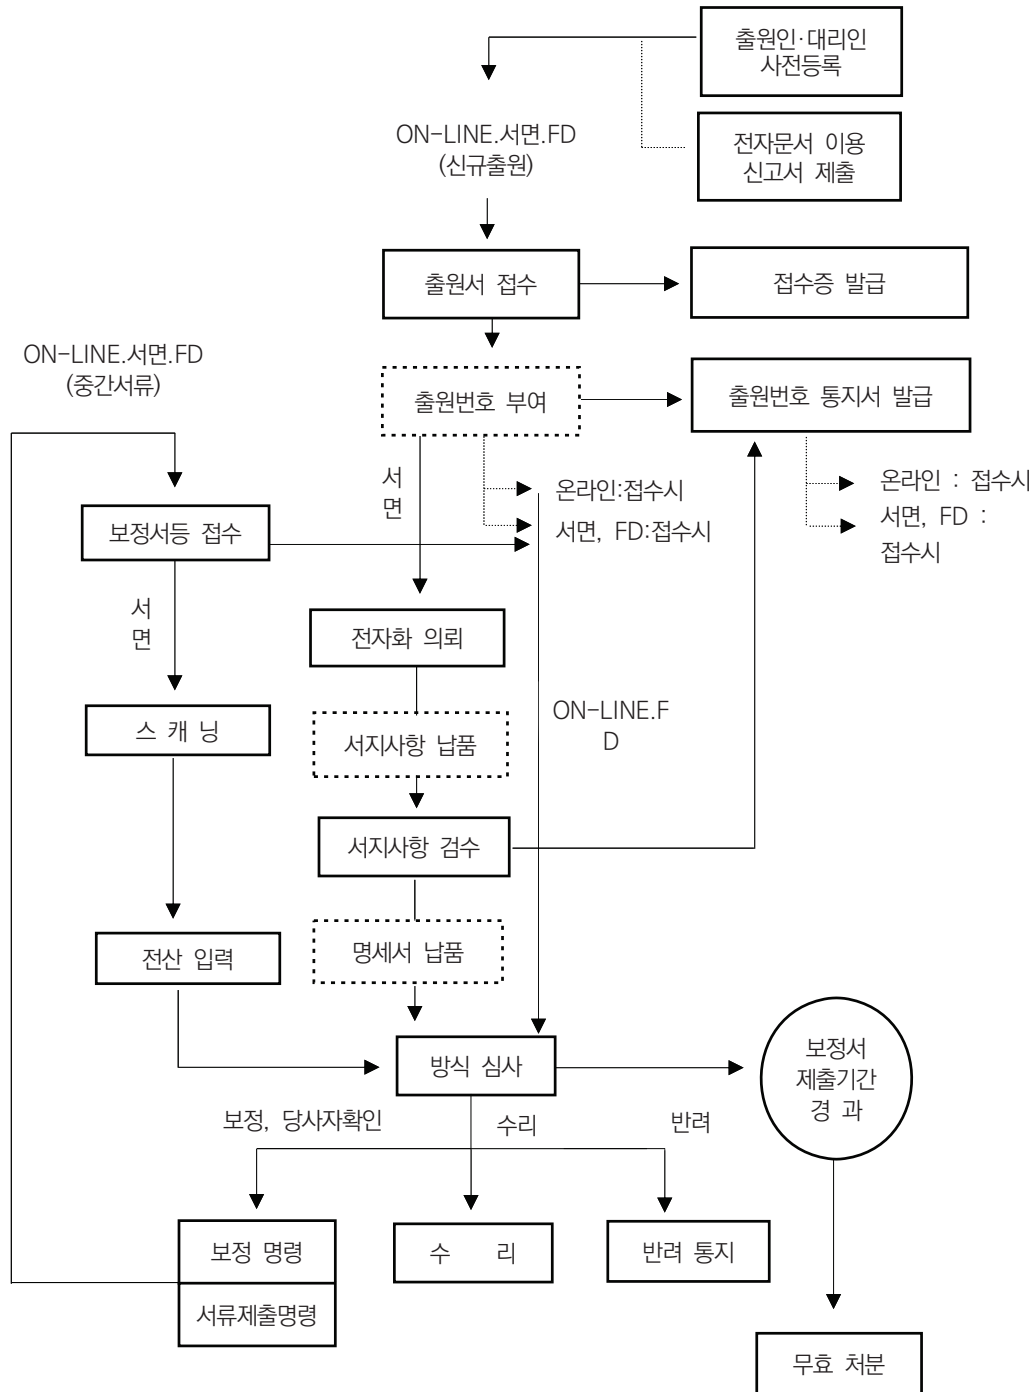 출원인·대리인
사전등록
ON-LINE.서면.FD
(신규출원)
전자문서 이용
신고서 제출
출원서 접수
접수증 발급
ON-LINE.서면.FD
(중간서류)
출원번호 부여
출원번호 통지서 발급
서
면
온라인:접수시
서면, FD:접수시
온라인 : 접수시
서면, FD :
접수시
보정서등 접수
서
면
전자화 의뢰
스 캐 닝
서지사항 납품
ON-LINE.F
D
서지사항 검수
전산 입력
명세서 납품
방식 심사
보정서
제출기간
경 과
보정, 당사자확인
수리
반려
보정 명령
서류제출명령
수 리
반려 통지
무효 처분